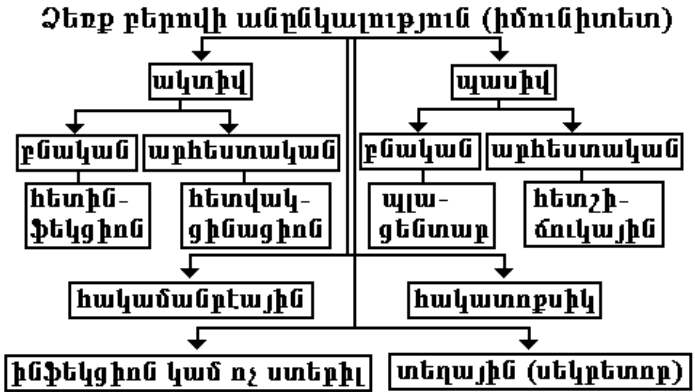 Ձեռք բերովի անընկալություն (իմունիտետ)
ակտիվ
պասիվ
բնական
արհեստական
բնական
արհեստական
հետին-
ֆեկցիոն
հետվակ-
ցինացիոն
պլա-
ցենտար
հետշի-
ճուկային
հակամանրէային
հակատոքսիկ
ինֆեկցիոն կամ ոչ ստերիլ
տեղային (սեկրետոր)